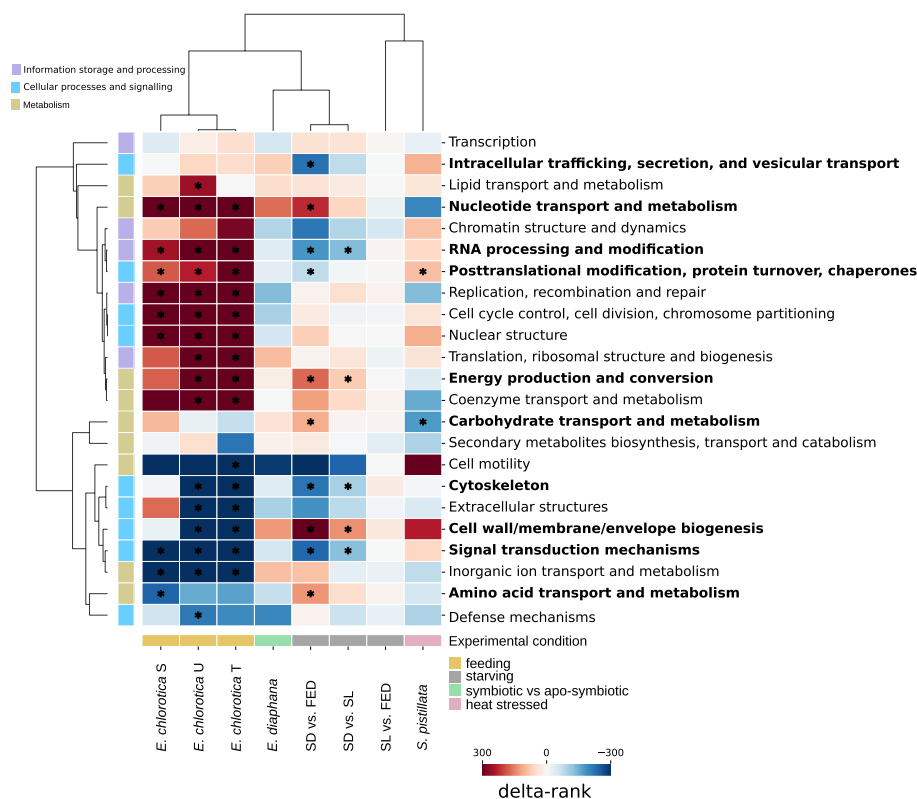 Information storage and processing
Cellular processes and signalling
Metabolism
Transcription
Intracellular trafficking, secretion, and vesicular transport
Lipid transport and metabolism
Nucleotide transport and metabolism
Chromatin structure and dynamics
RNA processing and modification
Posttranslational modification, protein turnover, chaperones
Replication, recombination and repair
Cell cycle control, cell division, chromosome partitioning
Nuclear structure
Translation, ribosomal structure and biogenesis
Energy production and conversion
Coenzyme transport and metabolism
Carbohydrate transport and metabolism
Secondary metabolites biosynthesis, transport and catabolism
Cell motility
Cytoskeleton
Extracellular structures
Cell wall/membrane/envelope biogenesis
Signal transduction mechanisms
Inorganic ion transport and metabolism
Amino acid transport and metabolism
Defense mechanisms
Experimental condition
feeding
starving
symbiotic vs apo-symbiotic
heat stressed
E. chlorotica S
E. chlorotica U
E. chlorotica T
E. diaphana
SD vs. FED
SD vs. SL
SL vs. FED
S. pistillata
300 0 −300
delta-rank